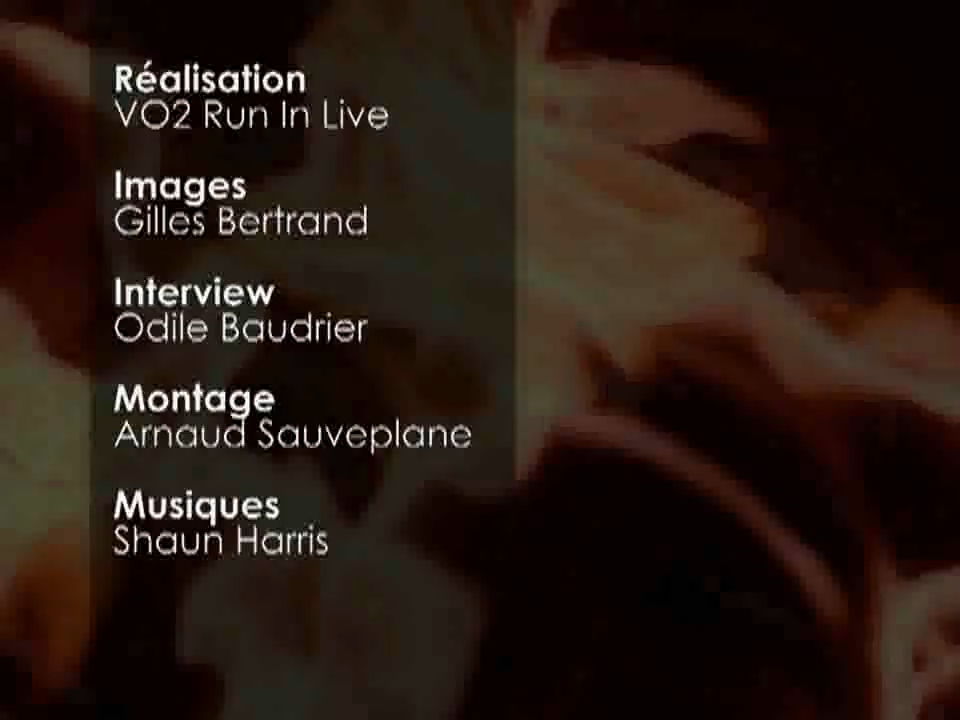 Réalisation
VO2 Run In Live
Images
Gilles Bertrand
Interview
Odile Baudrier
Montage
Arnaud Sauveplane
Musiques
Shaun Harris